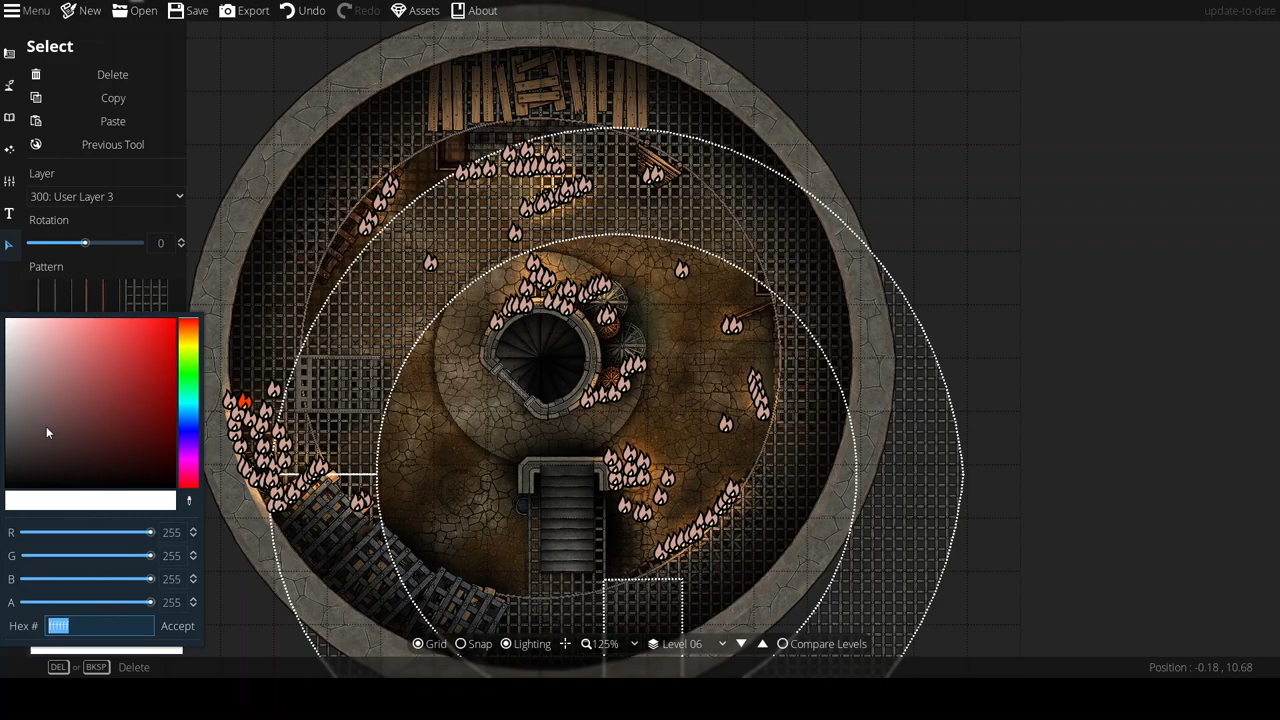 Menu New Open Save Export Undo Redo Assets About update-to-date
Select
Delete
Copy
Paste
Previous Tool
Layer
300: User Layer 3
Rotation
0
Pattern
R 255
G 255
B 255
A 255
Hex # ffffff Accept
Grid Snap Lighting 125% Level 06 Compare Levels
DEL or BKSP Delete Position : -0.18, 10.68